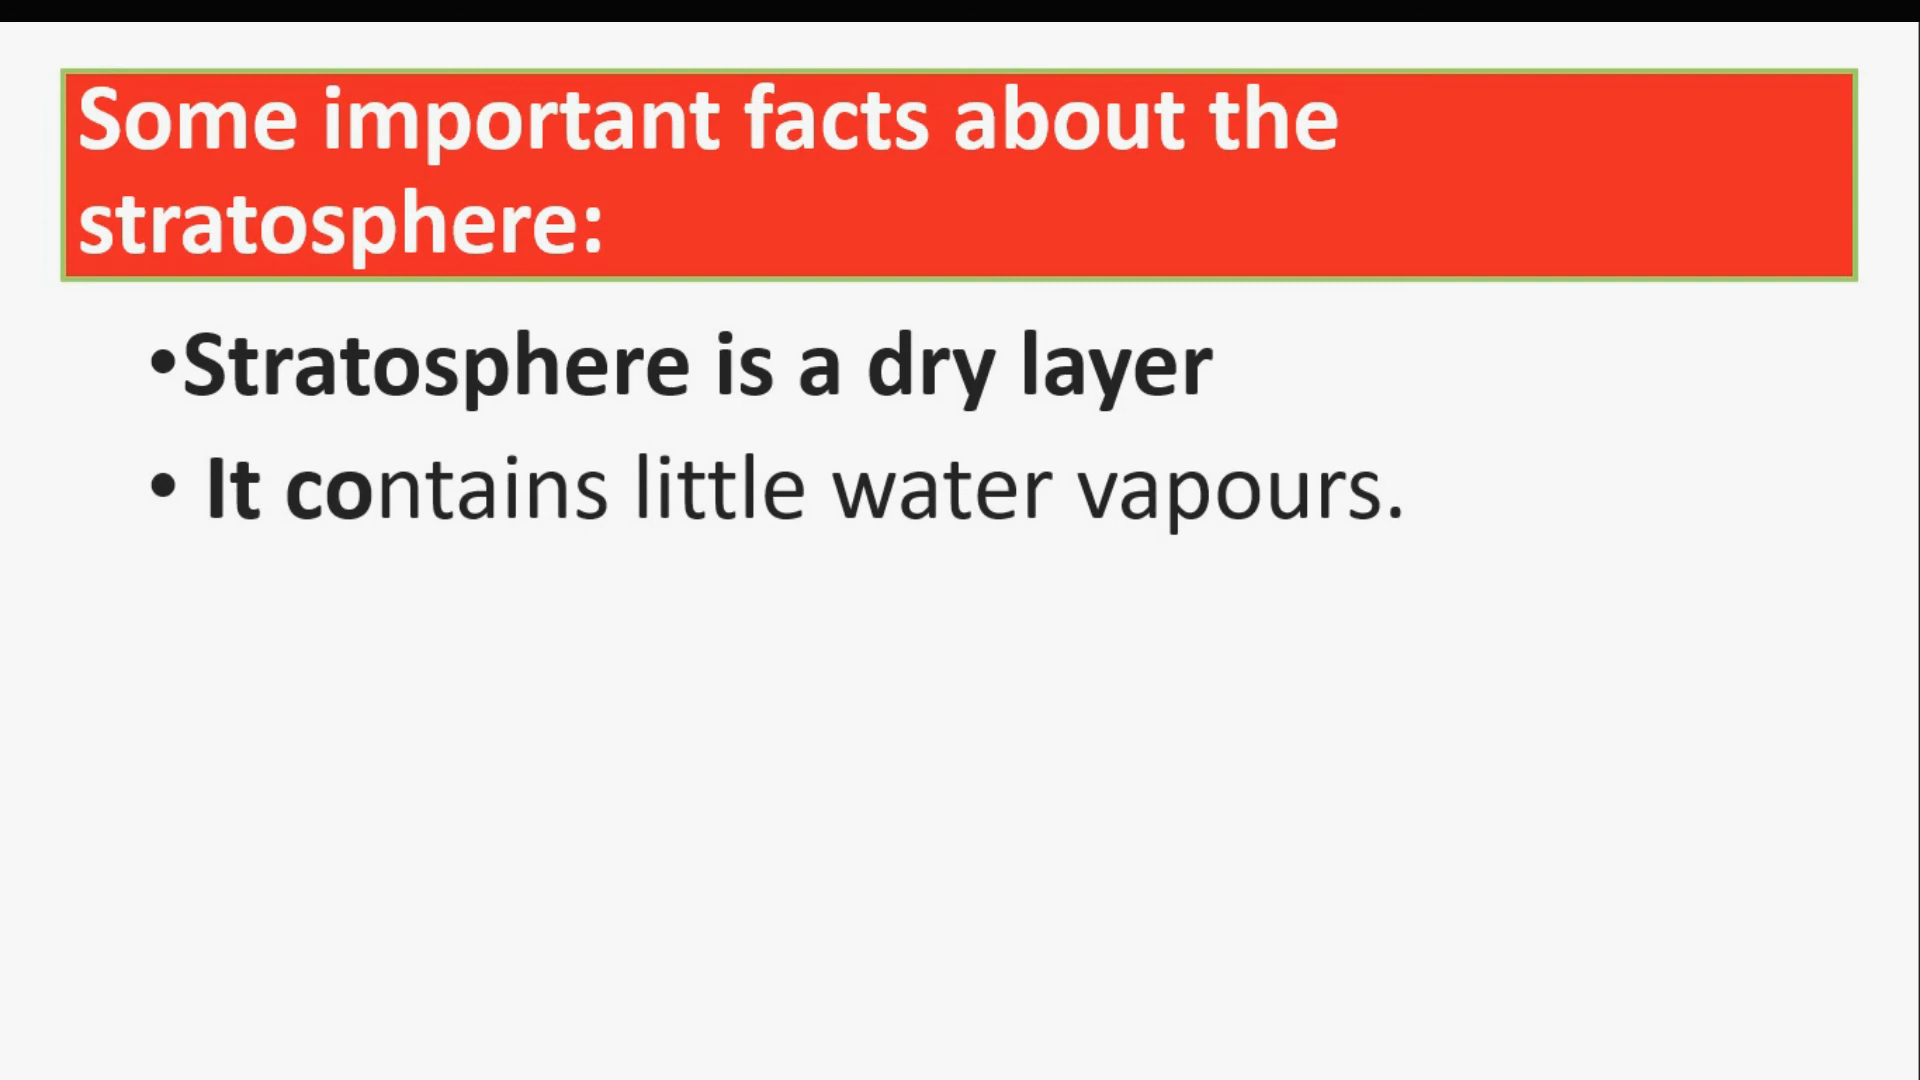 Some important facts about the
stratosphere:
•Stratosphere is a dry layer
• It contains little water vapours.